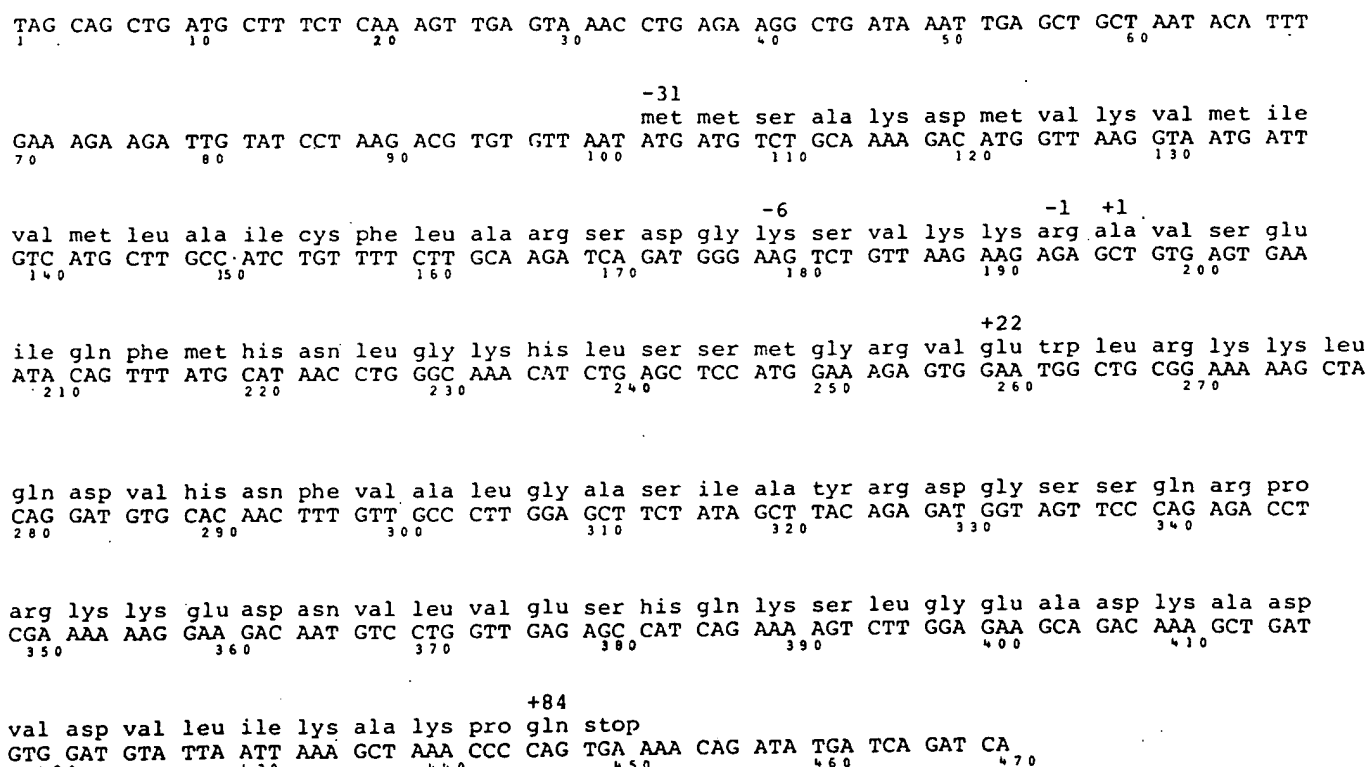 TAG CAG CTG ATG CTT TCT CAA AGT TGA GTA AAC CTG AGA AGG CTG ATA AAT TGA GCT GCT AAT ACA TTT
1 10 20 30 40 50 60
-31
met met ser ala lys asp met val lys val met ile
GAA AGA AGA TTG TAT CCT AAG ACG TGT GTT AAT ATG ATG TCT GCA AAA GAC ATG GTT AAG GTA ATG ATT
70 80 90 100 110 120 130
-6 -1 +1
val met leu ala ile cys phe leu ala arg ser asp gly lys ser val lys lys arg ala val ser glu
GTC ATG CTT GCC ATC TGT TTT CTT GCA AGA TCA GAT GGG AAG TCT GTT AAG AAG AGA GCT GTG AGT GAA
140 150 160 170 180 190 200
+22
ile gln phe met his asn leu gly lys his leu ser ser met gly arg val glu trp leu arg lys lys leu
ATA CAG TTT ATG CAT AAC CTG GGC AAA CAT CTG AGC TCC ATG GAA AGA GTG GAA TGG CTG CGG AAA AAG CTA
210 220 230 240 250 260 270
gln asp val his asn phe val ala leu gly ala ser ile ala tyr arg asp gly ser ser gln arg pro
CAG GAT GTG CAC AAC TTT GTT GCC CTT GGA GCT TCT ATA GCT TAC AGA GAT GGT AGT TCC CAG AGA CCT
280 290 300 310 320 330 340
arg lys lys glu asp asn val leu val glu ser his gln lys ser leu gly glu ala asp lys ala asp
CGA AAA AAG GAA GAC AAT GTC CTG GTT GAG AGC CAT CAG AAA AGT CTT GGA GAA GCA GAC AAA GCT GAT
350 360 370 380 390 400 410
+84
val asp val leu ile lys ala lys pro gln stop
GTG GAT GTA TTA ATT AAA GCT AAA CCC CAG TGA AAA CAG ATA TGA TCA GAT CA
450 460 470